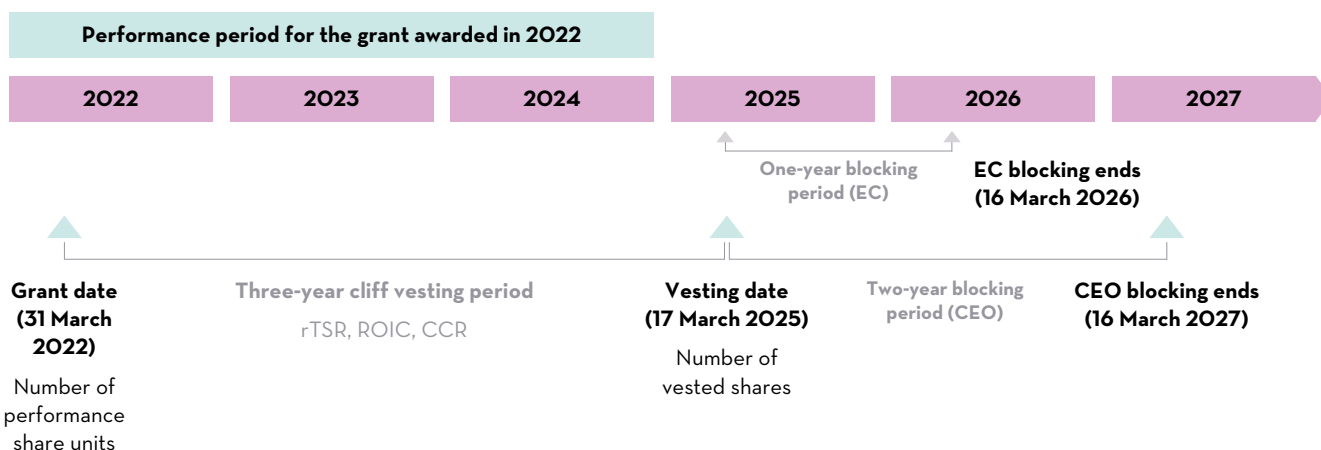 Performance period for the grant awarded in 2022
2022
2023
2024
2025
2026
2027
One-year blocking
period (EC)
EC blocking ends
(16 March 2026)
Grant date
(31 March
2022)
Number of
performance
share units
Three-year cliff vesting period
rTSR, ROIC, CCR
Vesting date
(17 March 2025)
Number of
vested shares
Two-year blocking
period (CEO)
CEO blocking ends
(16 March 2027)